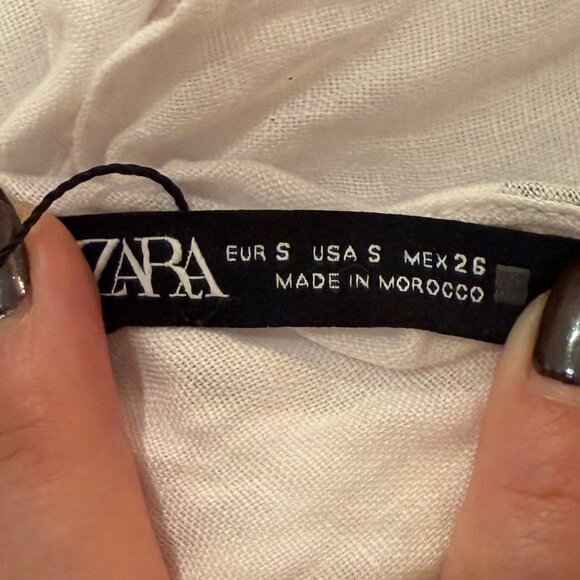 ZARA
EUR S USA S MEX 26
MADE IN MOROCCO